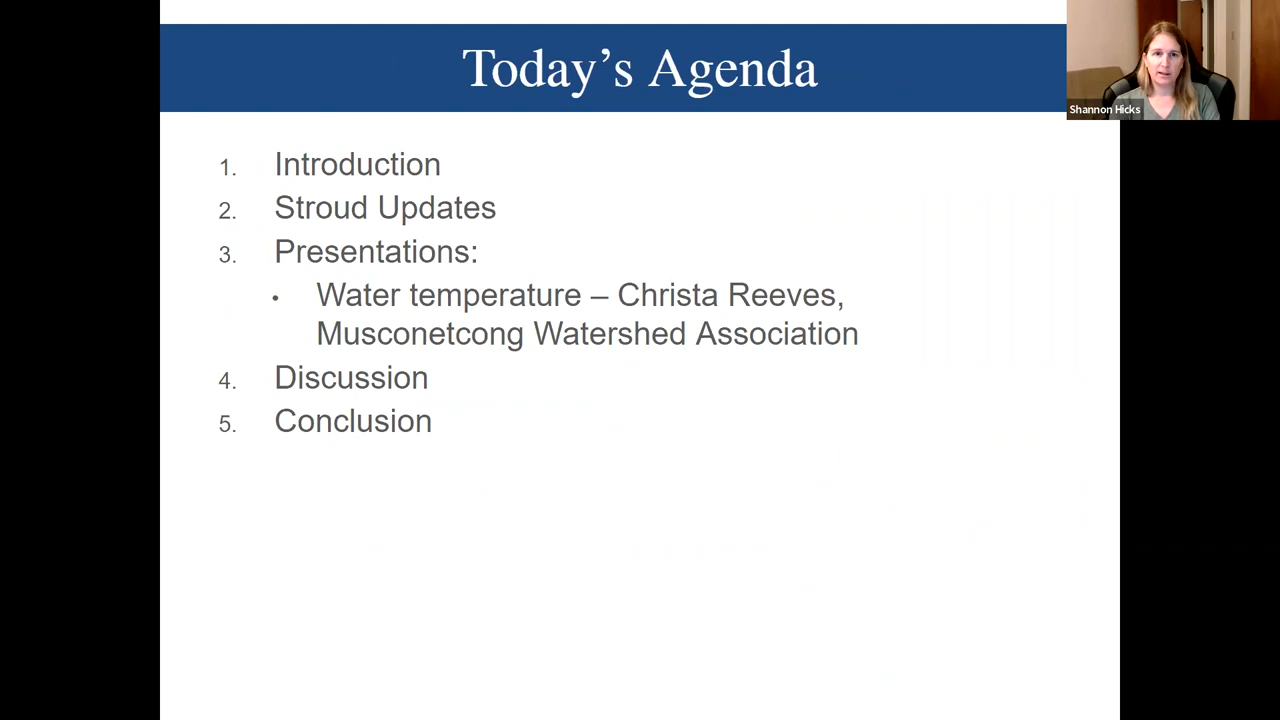 Today’s Agenda
Shannon Hicks
1. Introduction
2. Stroud Updates
3. Presentations:
• Water temperature – Christa Reeves,
Musconetcong Watershed Association
4. Discussion
5. Conclusion